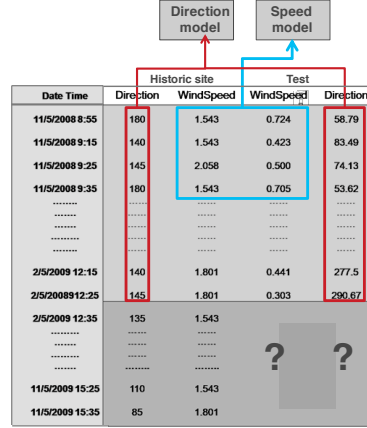 Direction model Speed model
Historic site Test
Date Time Direction WindSpeed WindSpeed Direction
11/5/2008 8:55 180 1.543 0.724 58.79
11/5/2008 9:15 140 1.543 0.423 83.49
11/5/2008 9:25 145 2.058 0.500 74.13
11/5/2008 9:35 180 1.543 0.705 53.62
........ ...... ...... ...... ......
........ ...... ...... ...... ......
........ ...... ...... ...... ......
........ ...... ...... ...... ......
2/5/2009 12:15 140 1.801 0.441 277.5
2/5/20089 12:25 145 1.801 0.303 290.67
2/5/2009 12:35 135 1.543
......... ...... ......
....... ...... ...... ? ?
....... ...... ......
....... ........ ........
11/5/2009 15:25 110 1.543
11/5/2009 15:35 85 1.801